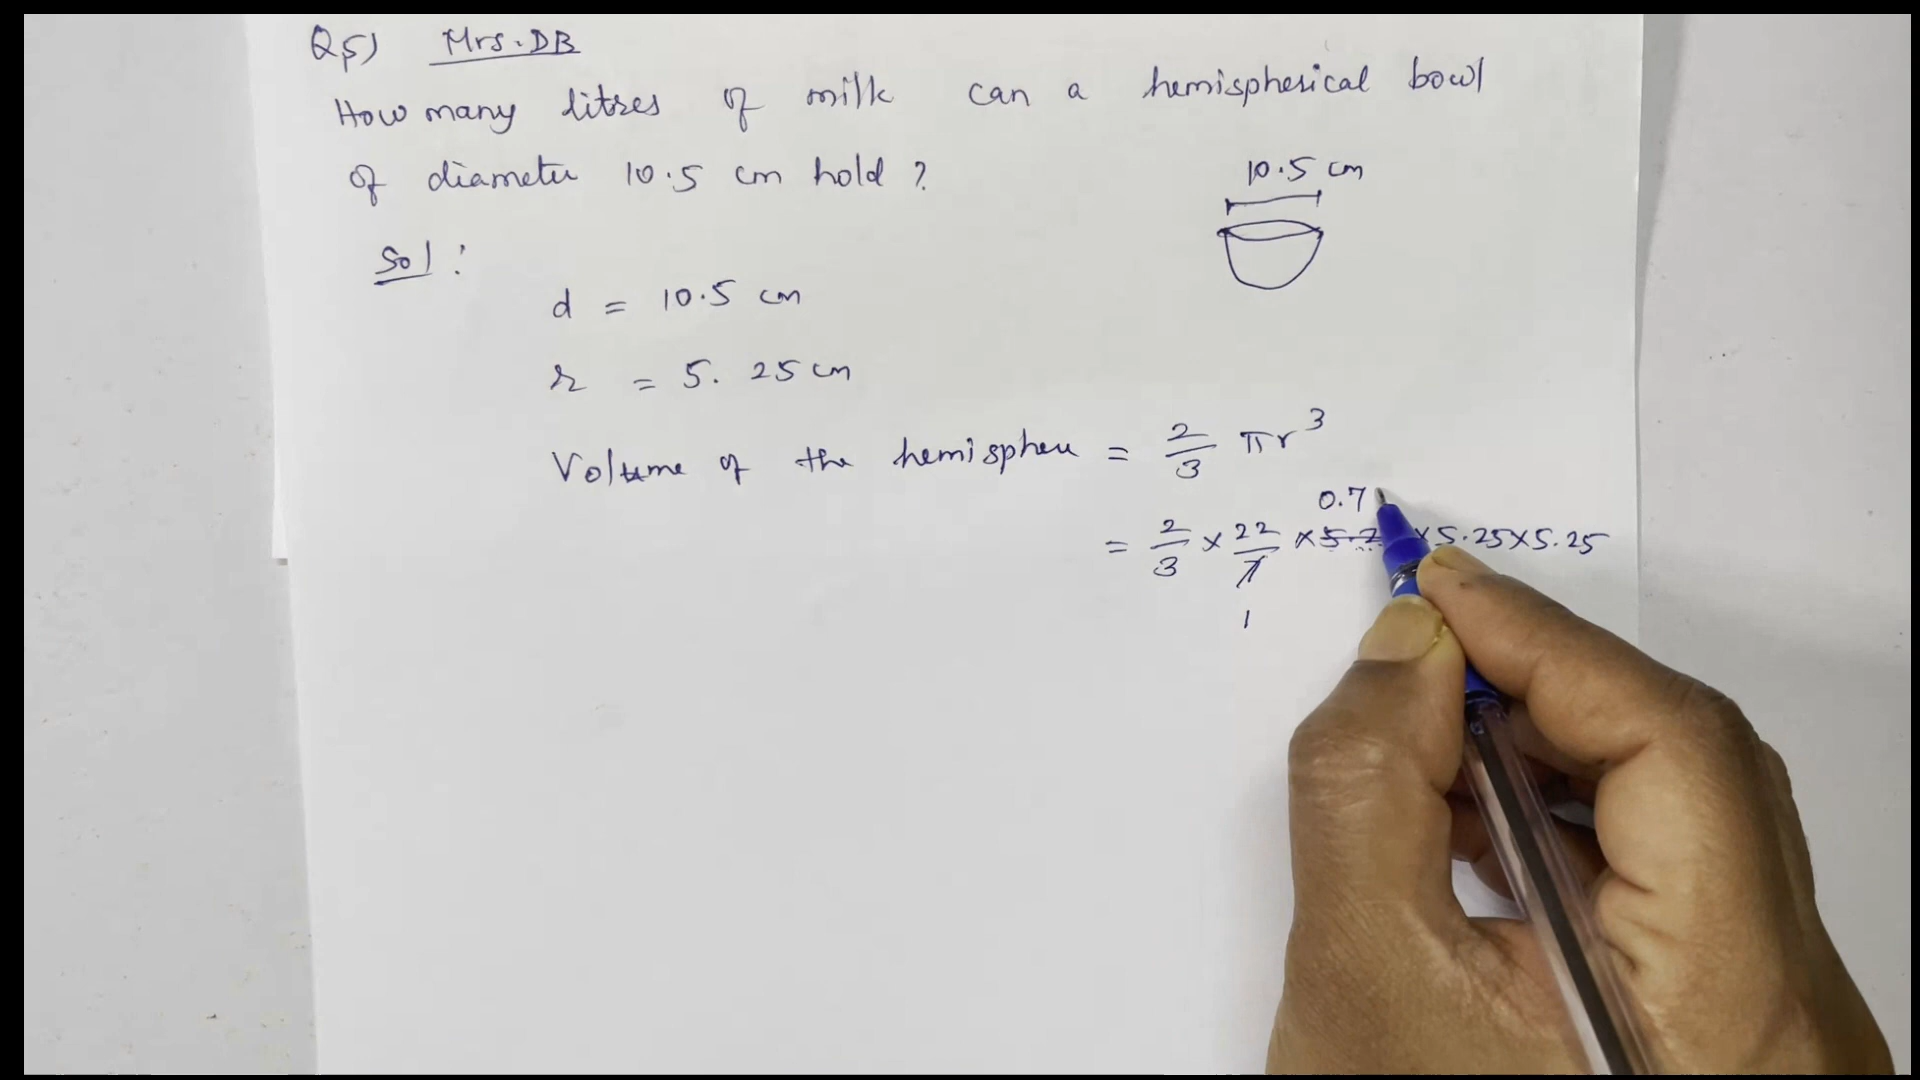 Q5) Mrs. DB
How many litres of milk can a hemispherical bowl
of diameter 10.5 cm hold ?
10.5 cm
Sol :
d = 10.5 cm
r = 5. 25 cm
Volume of the hemisphere = 2/3 πr³
0.7
= 2/3 × 22/7 × 5.2 × 5.25 × 5.25
1